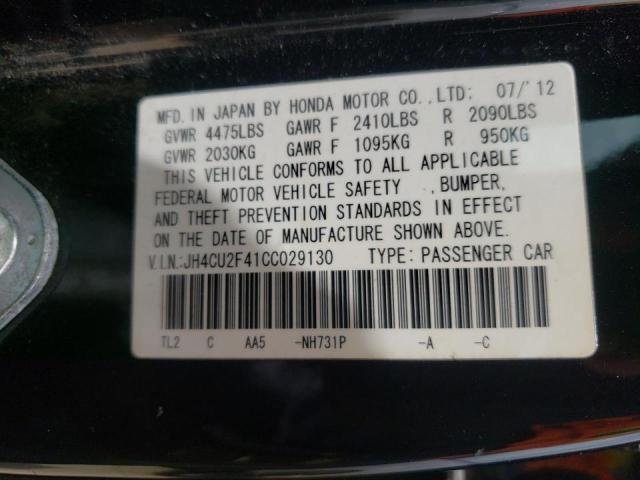 MFD. IN JAPAN BY HONDA MOTOR CO.,LTD: 07/'12
GVWR 4475LBS GAWR F 2410LBS R 2090LBS
GVWR 2030KG GAWR F 1095KG R 950KG
THIS VEHICLE CONFORMS TO ALL APPLICABLE
FEDERAL MOTOR VEHICLE SAFETY ,BUMPER,
AND THEFT PREVENTION STANDARDS IN EFFECT
ON THE DATE OF MANUFACTURE SHOWN ABOVE.
V.I.N.:JH4CU2F41CC029130 TYPE: PASSENGER CAR
TL2 C AA5 -NH731P -A -C